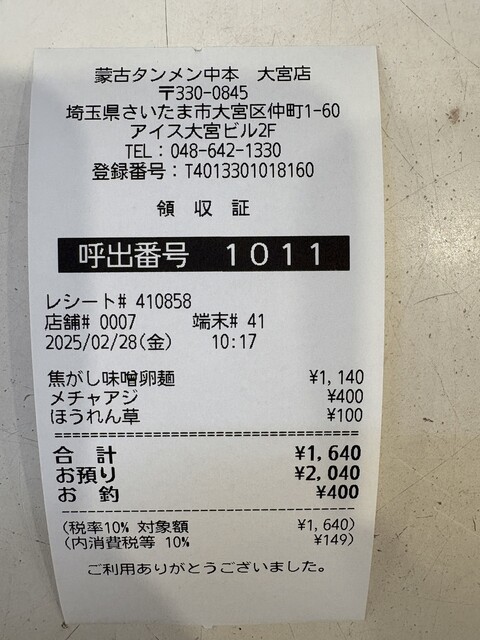 蒙古タンメン中本　大宮店
〒330-0845
埼玉県さいたま市大宮区仲町1-60
アイス大宮ビル2F
TEL：048-642-1330
登録番号：T4013301018160
領収証
呼出番号　1011
レシート# 410858
店舗# 0007　端末# 41
2025/02/28(金)　10:17
焦がし味噌卵麺　¥1,140
メチャアジ　¥400
ほうれん草　¥100
合　計　¥1,640
お預り　¥2,040
お　釣　¥400
(税率10% 対象額　¥1,640)
(内消費税等 10%　¥149)
ご利用ありがとうございました。